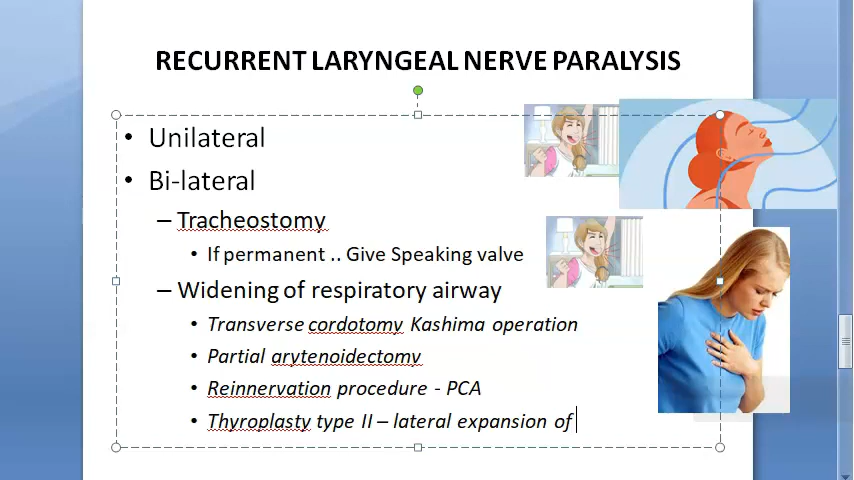 RECURRENT LARYNGEAL NERVE PARALYSIS
• Unilateral
• Bi-lateral
– Tracheostomy
• If permanent .. Give Speaking valve
– Widening of respiratory airway
• Transverse cordotomy Kashima operation
• Partial arytenoidectomy
• Reinnervation procedure - PCA
• Thyroplasty type II – lateral expansion of